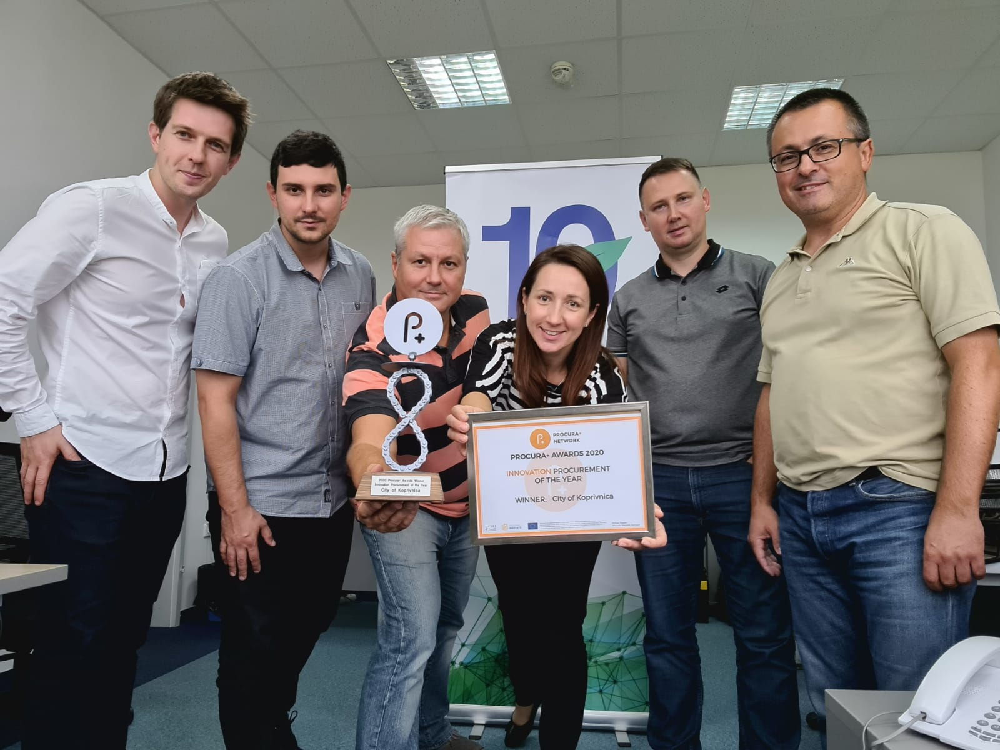 10
P+
2020 Procura+ Awards Winner
Innovation Procurement of the Year
City of Koprivnica
P+
PROCURA+
NETWORK
PROCURA+ AWARDS 2020
INNOVATION PROCUREMENT
OF THE YEAR
WINNER: City of Koprivnica